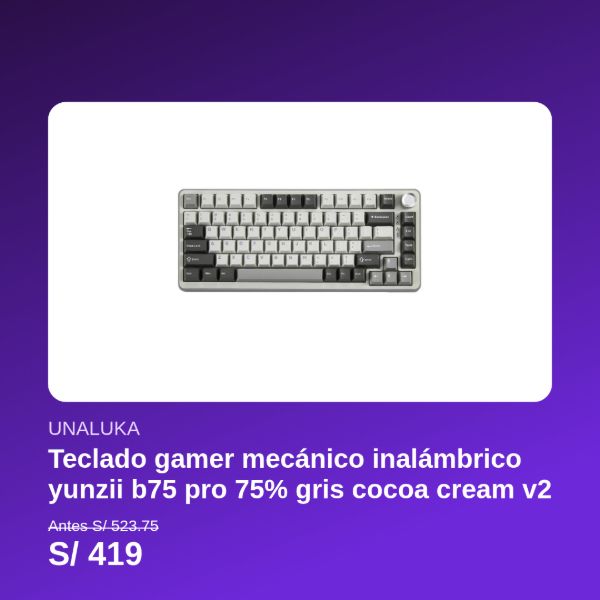 UNALUKA
Teclado gamer mecánico inalámbrico
yunzii b75 pro 75% gris cocoa cream v2
Antes S/ 523.75
S/ 419